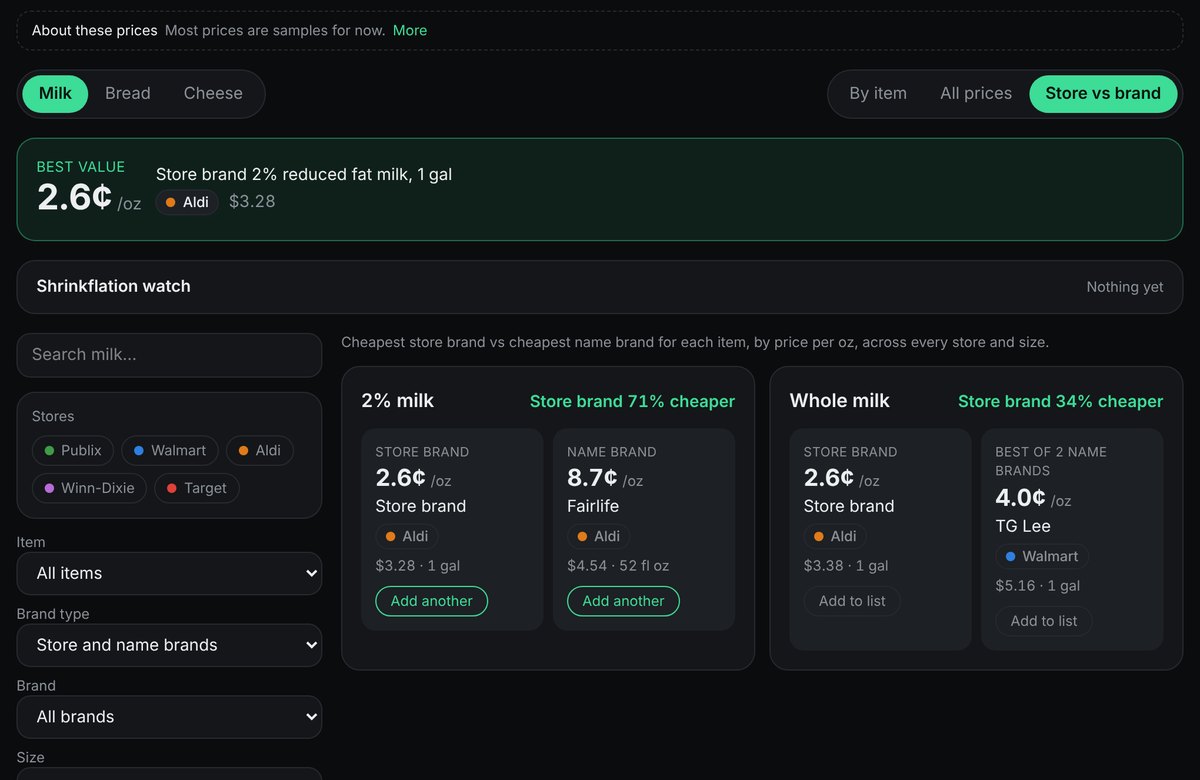 About these prices Most prices are samples for now. More
Milk Bread Cheese By item All prices Store vs brand
BEST VALUE
2.6¢ /oz
Store brand 2% reduced fat milk, 1 gal
Aldi $3.28
Shrinkflation watch Nothing yet
Search milk...
Stores
Publix Walmart Aldi
Winn-Dixie Target
Item
All items
Brand type
Store and name brands
Brand
All brands
Size
Cheapest store brand vs cheapest name brand for each item, by price per oz, across every store and size.
2% milk Store brand 71% cheaper
STORE BRAND
2.6¢ /oz
Store brand
Aldi
$3.28 · 1 gal
Add another
NAME BRAND
8.7¢ /oz
Fairlife
Aldi
$4.54 · 52 fl oz
Add another
Whole milk Store brand 34% cheaper
STORE BRAND
2.6¢ /oz
Store brand
Aldi
$3.38 · 1 gal
Add to list
BEST OF 2 NAME
BRANDS
4.0¢ /oz
TG Lee
Walmart
$5.16 · 1 gal
Add to list